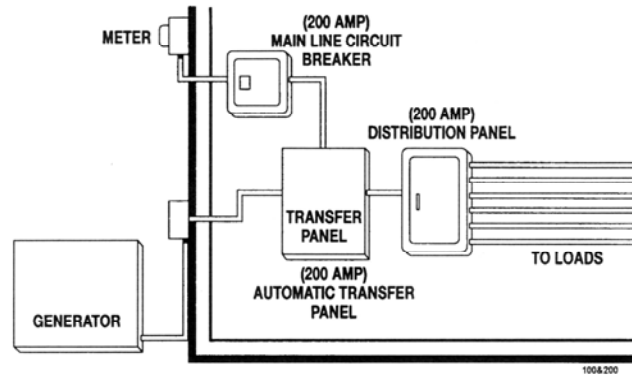 METER
(200 AMP)
MAIN LINE CIRCUIT
BREAKER
(200 AMP)
DISTRIBUTION PANEL
TRANSFER
PANEL
TO LOADS
(200 AMP)
AUTOMATIC TRANSFER
PANEL
GENERATOR
100&200